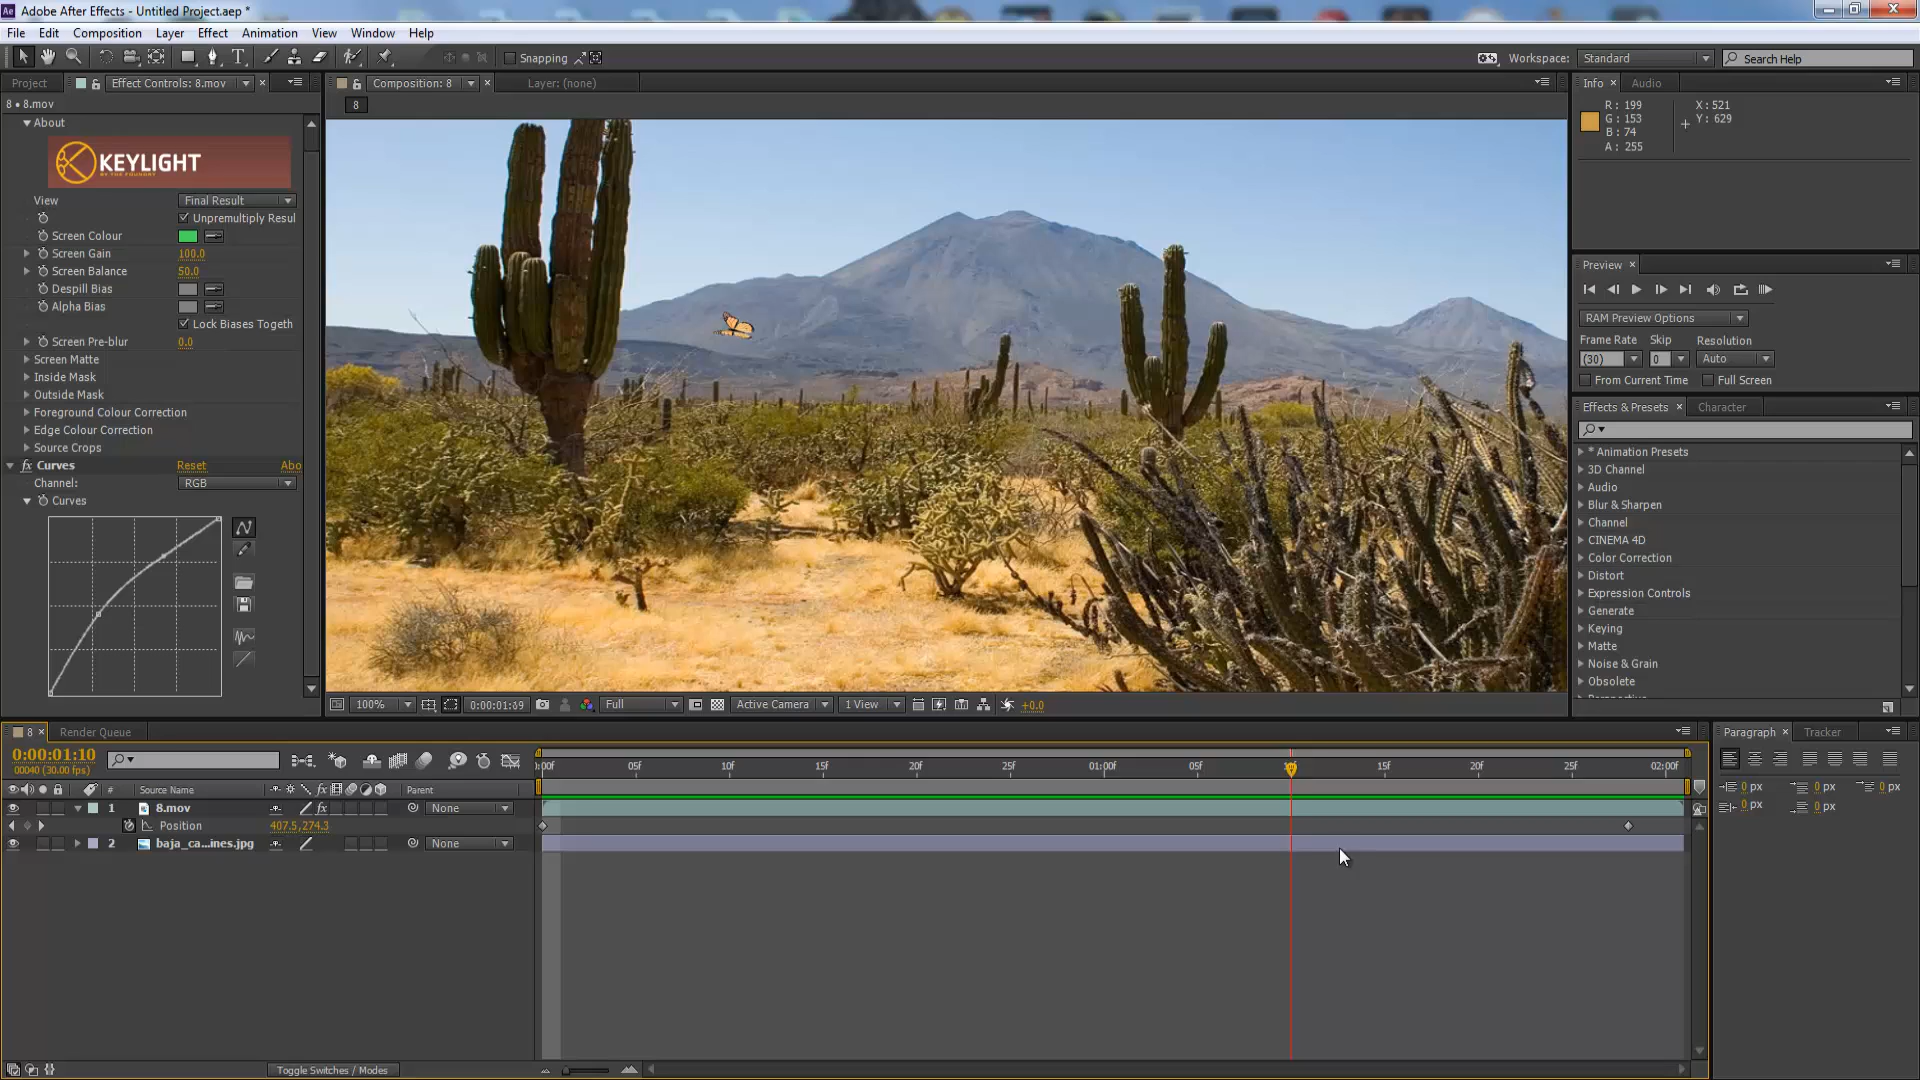 Ae Adobe After Effects - Untitled Project.aep *
File Edit Composition Layer Effect Animation View Window Help
Snapping
Workspace: Standard
Search Help
Project
Effect Controls: 8.mov
Composition: 8
Layer: (none)
Info
Audio
8 • 8.mov
8
R: 199
G: 153
B: 74
A: 255
X: 521
Y: 629
About
KEYLIGHT
BY THE FOUNDRY
View Final Result
Unpremultiply Resul
Screen Colour
Screen Gain 100.0
Screen Balance 50.0
Despill Bias
Alpha Bias
Lock Biases Togeth
Screen Pre-blur 0.0
Screen Matte
Inside Mask
Outside Mask
Foreground Colour Correction
Edge Colour Correction
Source Crops
fx Curves Reset Abo
Channel: RGB
Curves
Preview
RAM Preview Options
Frame Rate Skip Resolution
(30) 0 Auto
From Current Time Full Screen
Effects & Presets
Character
* Animation Presets
3D Channel
Audio
Blur & Sharpen
Channel
CINEMA 4D
Color Correction
Distort
Expression Controls
Generate
Keying
Matte
Noise & Grain
Obsolete
100% 0:00:01:09 Full Active Camera 1 View +0.0
8
Render Queue
Paragraph
Tracker
0:00:01:10
00040 (30.00 fps)
05f 10f 15f 20f 25f 01:00f 05f 15f 20f 25f 02:00f
# Source Name Parent
1 8.mov fx None
Position 407.5,274.3
2 baja_ca...ines.jpg None
0 px 0 px 0 px
0 px 0 px
Toggle Switches / Modes